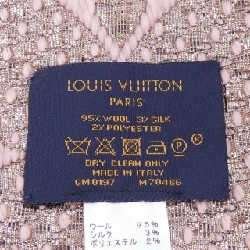 LOUIS VUITTON
PARIS
95% WOOL 3% SILK
2% POLYESTER
DRY CLEAN ONLY
MADE IN ITALY
GM0197 M70466
ウール 95%
シルク 3%
ポリエステル 2%